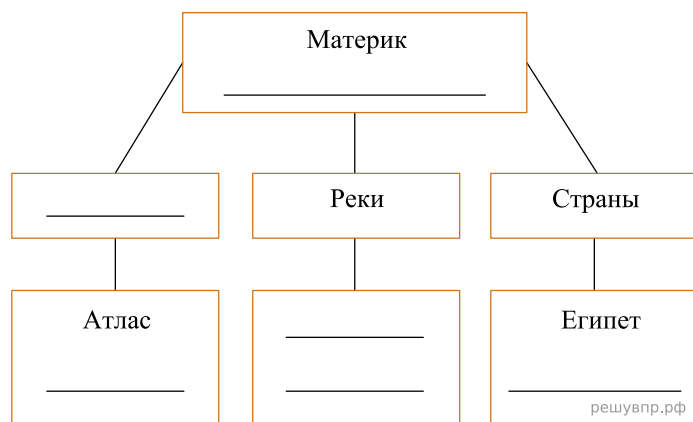 Материк
Реки
Страны
Атлас
Египет
решувпр.рф